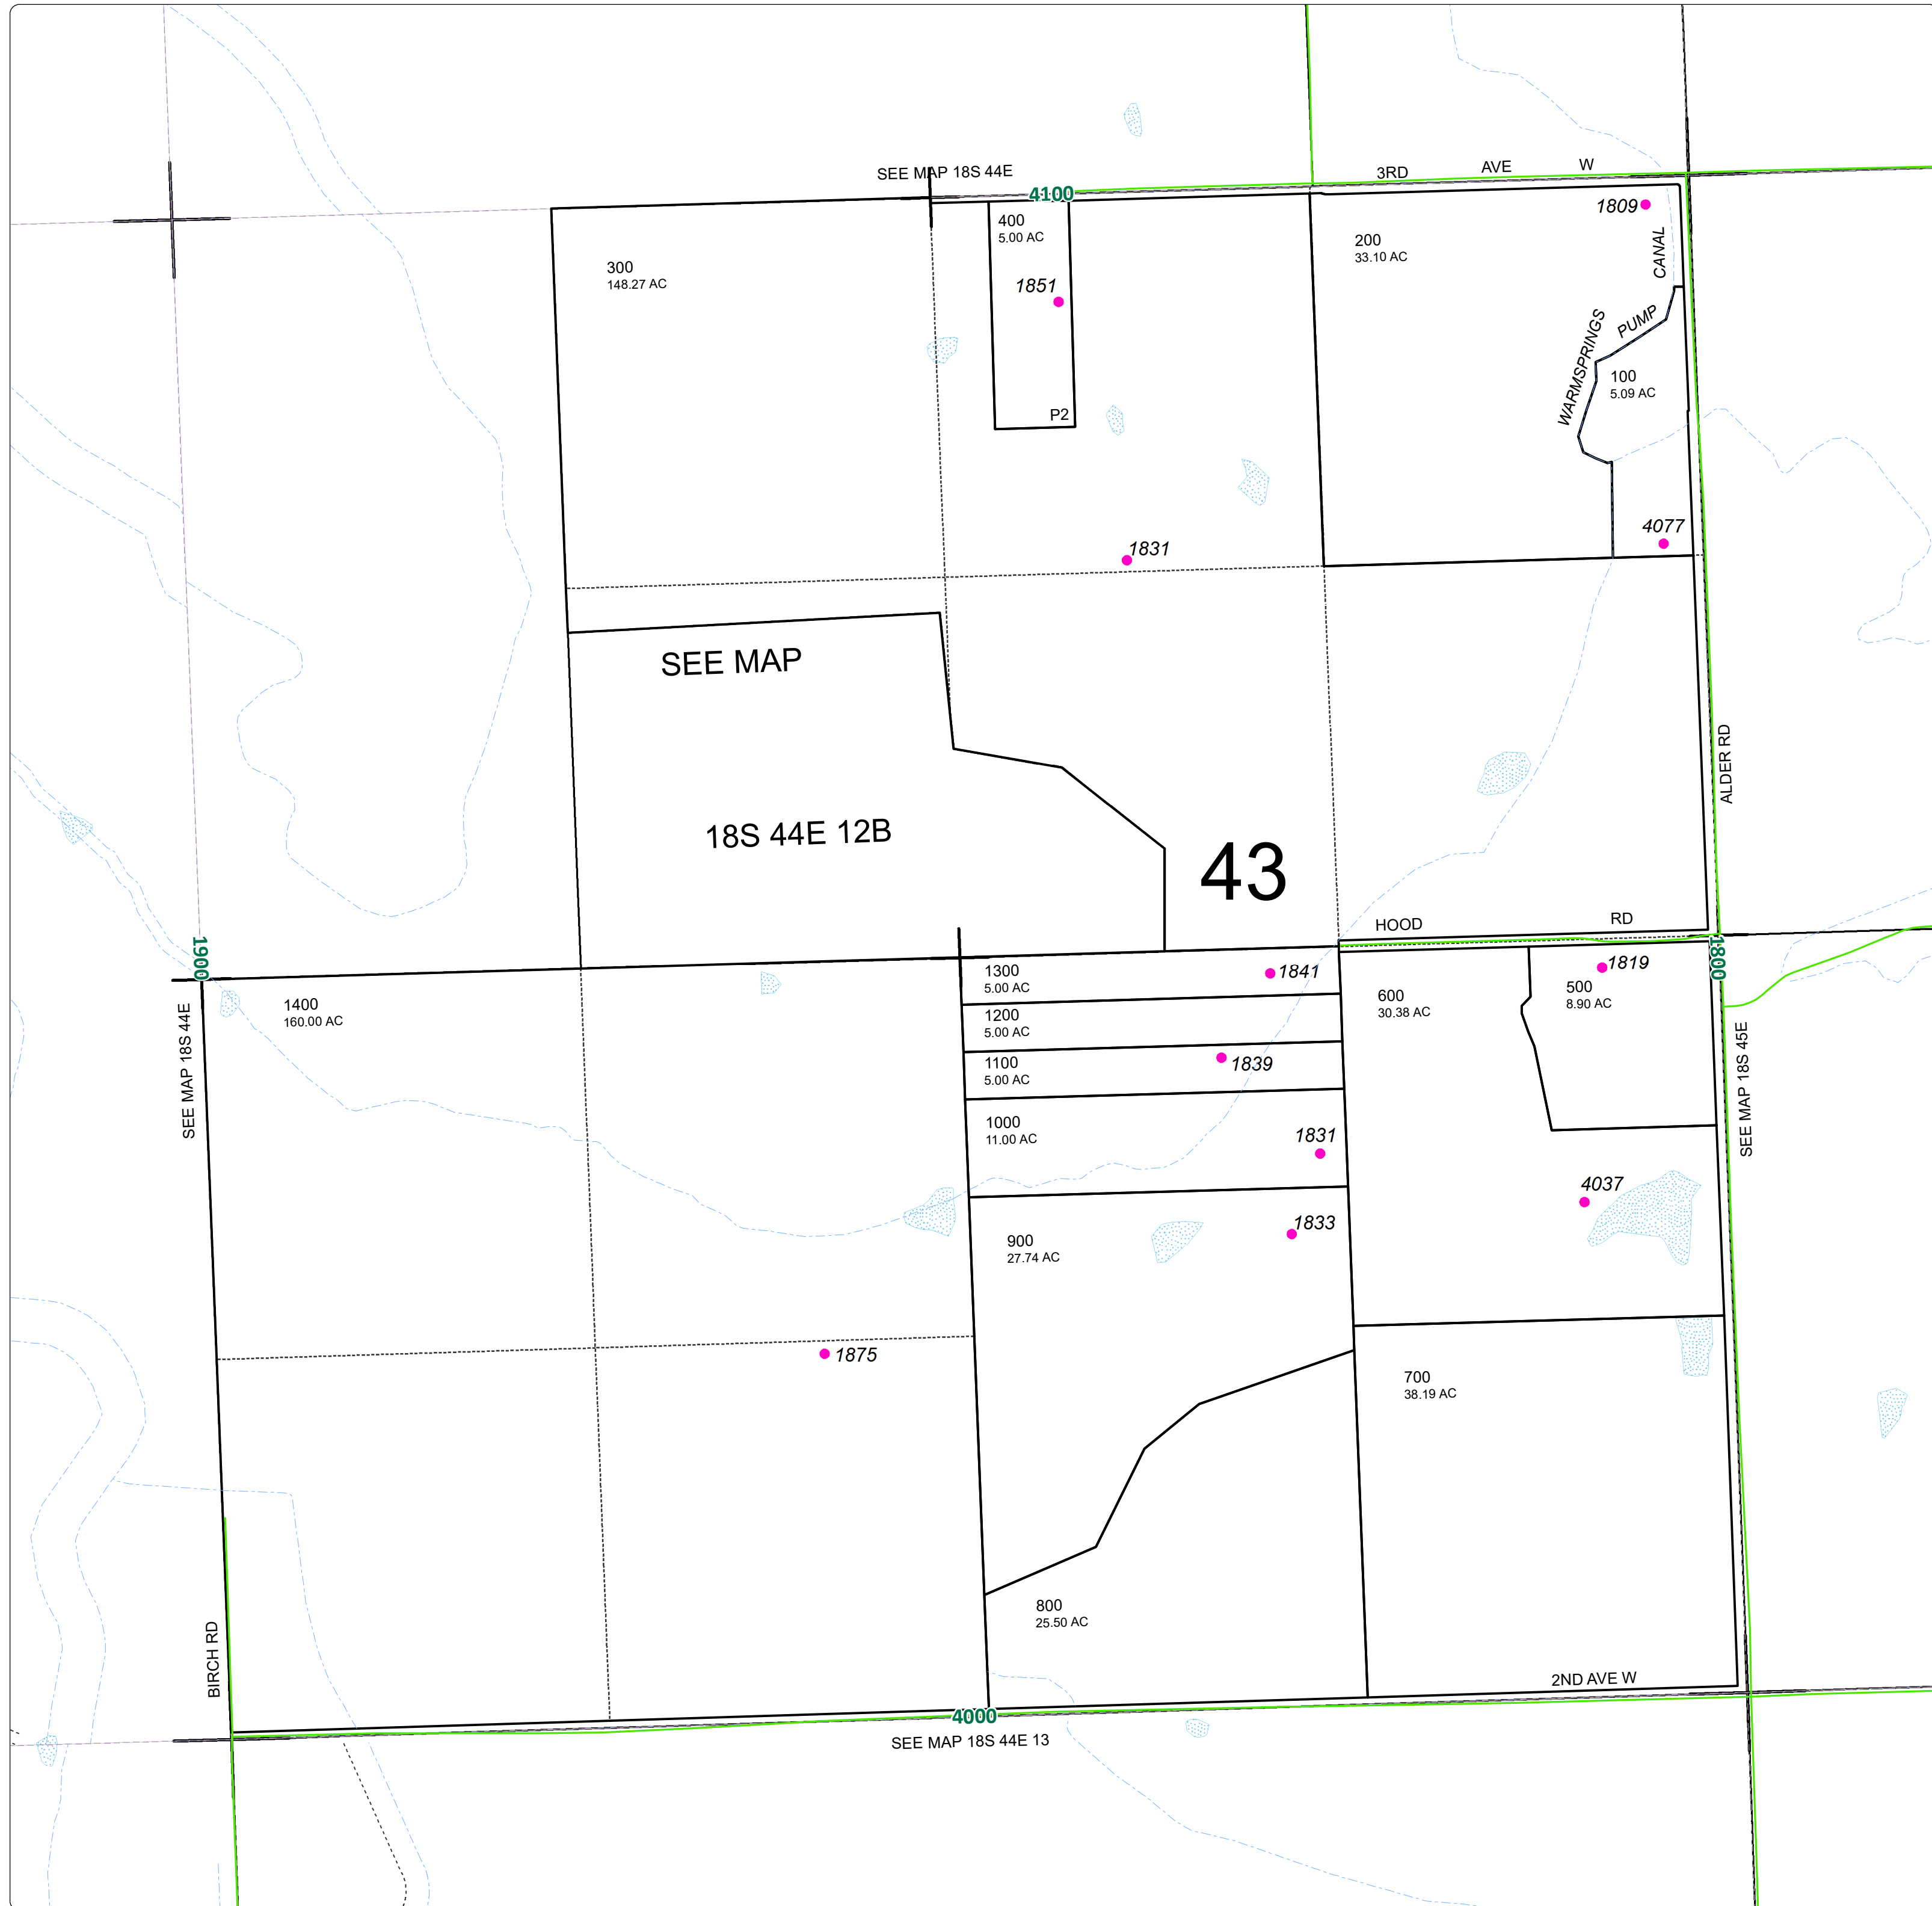 SEE MAP 18S 44E
3RD AVE W
4100
400
5.00 AC
1809
CANAL
200
33.10 AC
300
148.27 AC
1851
PUMP
WARMSPRINGS
100
5.09 AC
P2
4077
1831
SEE MAP
ALDER RD
18S 44E 12B
43
HOOD RD
1900
1800
1300
5.00 AC
1841
1819
500
8.90 AC
600
30.38 AC
1400
160.00 AC
1200
5.00 AC
1100
5.00 AC
1839
SEE MAP 18S 44E
SEE MAP 18S 45E
1000
11.00 AC
1831
4037
1833
900
27.74 AC
1875
700
38.19 AC
800
25.50 AC
BIRCH RD
2ND AVE W
4000
SEE MAP 18S 44E 13